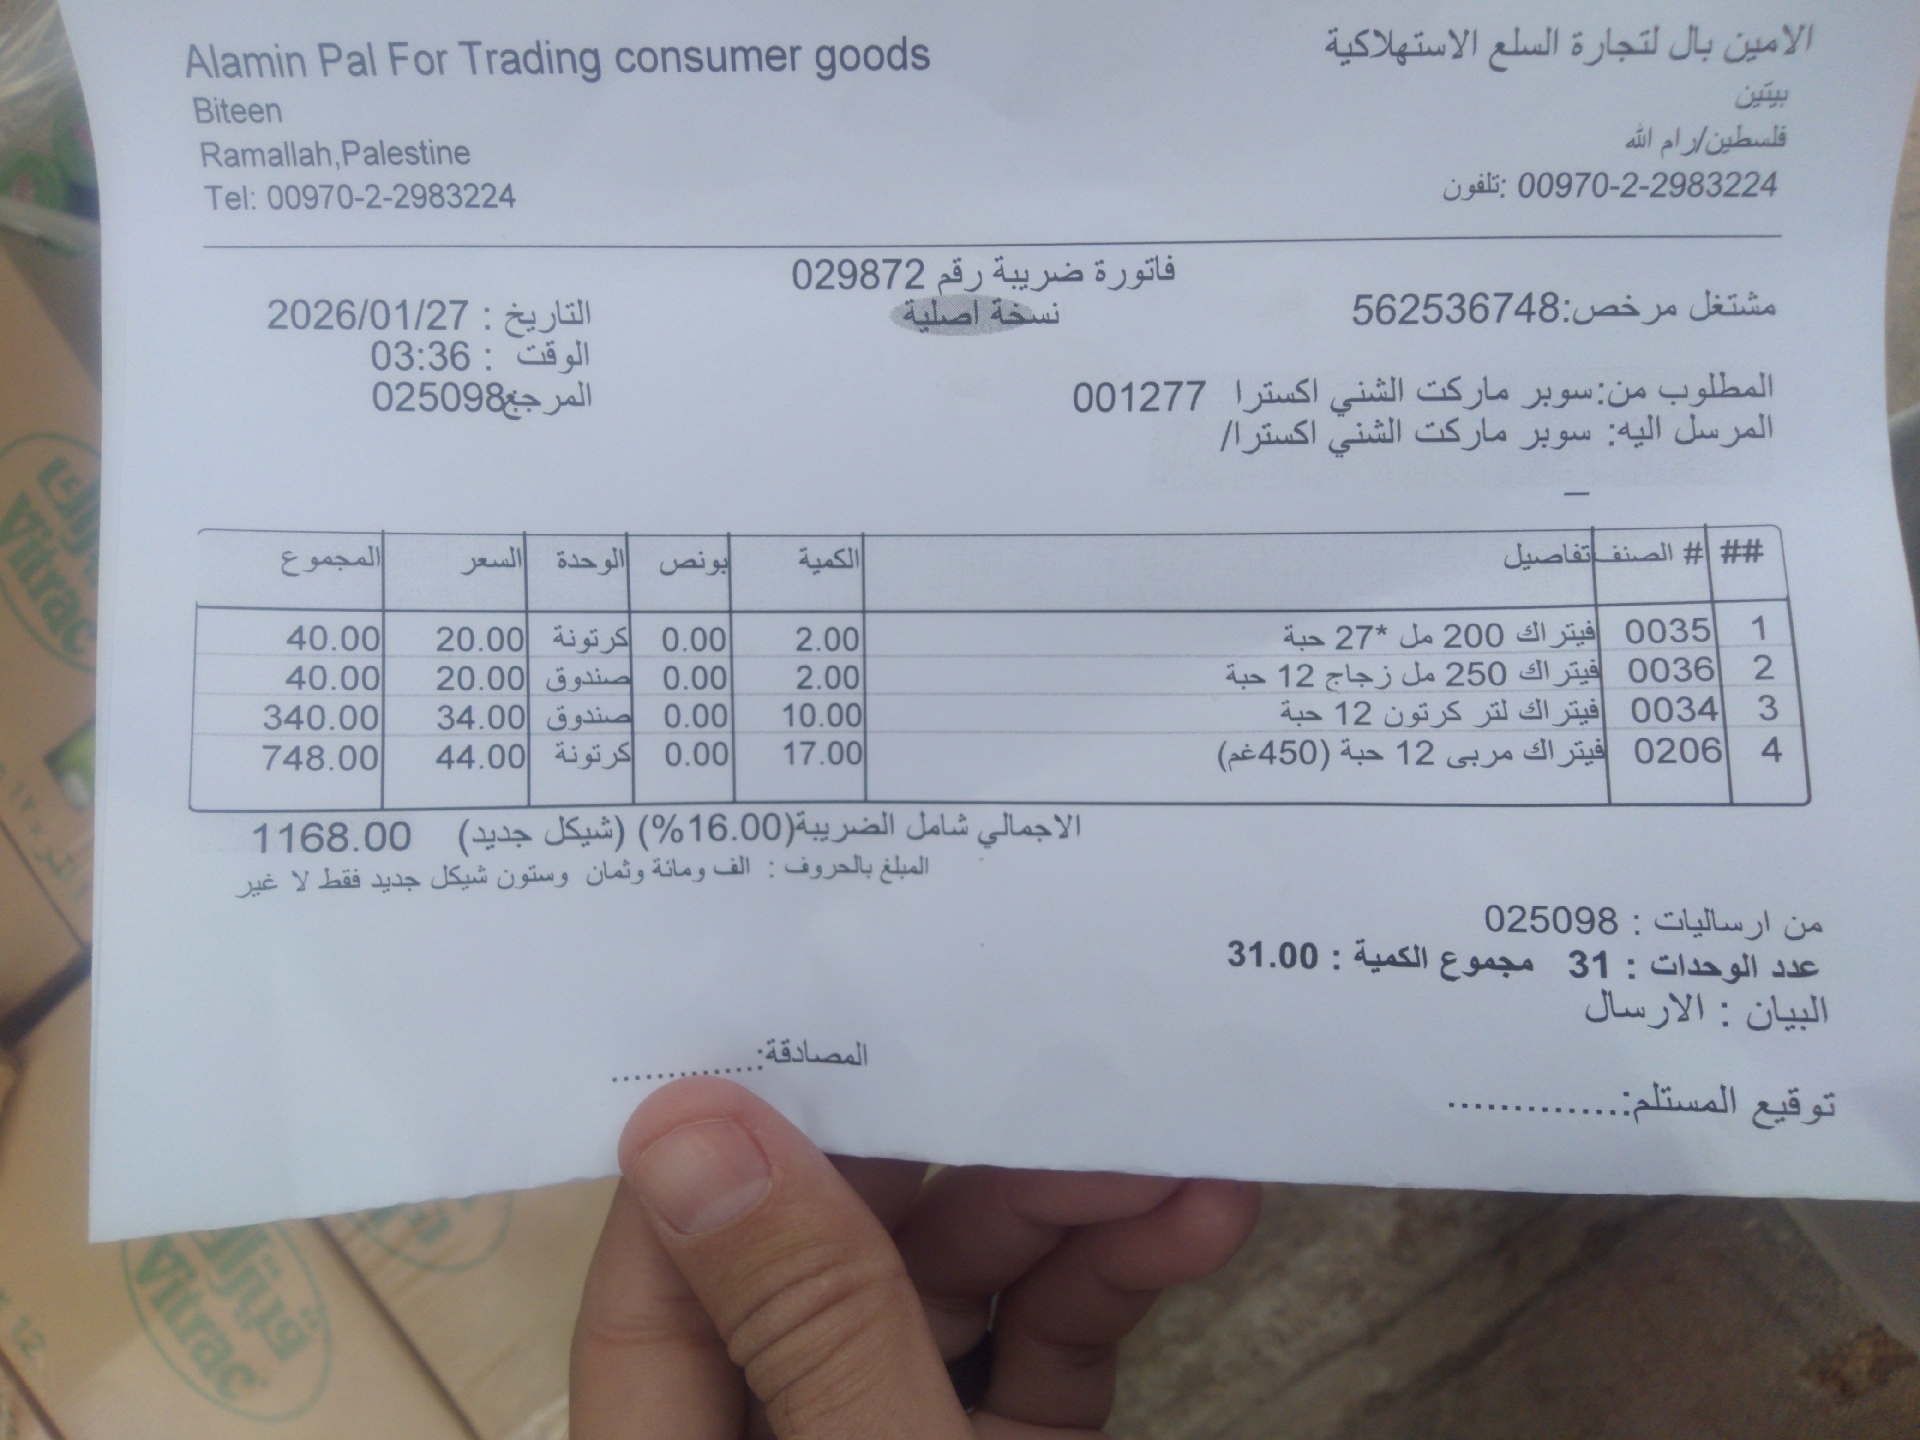 Alamin Pal For Trading consumer goods
Biteen
Ramallah,Palestine
Tel: 00970-2-2983224
الامين بال لتجارة السلع الاستهلاكية
بيتين
فلسطين/رام الله
تلفون: 00970-2-2983224
فاتورة ضريبة رقم 029872
نسخة اصلية
مشتغل مرخص:562536748
التاريخ : 2026/01/27
الوقت : 03:36
المرجع:025098
المطلوب من:سوبر ماركت الشني اكسترا 001277
المرسل اليه: سوبر ماركت الشني اكسترا/
_
## # الصنف تفاصيل الكمية بونص الوحدة السعر المجموع
1 0035 فيتراك 200 مل *27 حبة 2.00 0.00 كرتونة 20.00 40.00
2 0036 فيتراك 250 مل زجاج 12 حبة 2.00 0.00 صندوق 20.00 40.00
3 0034 فيتراك لتر كرتون 12 حبة 10.00 0.00 صندوق 34.00 340.00
4 0206 فيتراك مربى 12 حبة (450غم) 17.00 0.00 كرتونة 44.00 748.00
الاجمالي شامل الضريبة(16.00%) (شيكل جديد) 1168.00
المبلغ بالحروف : الف ومائة وثمان وستون شيكل جديد فقط لا غير
من ارساليات : 025098
عدد الوحدات : 31 مجموع الكمية : 31.00
البيان : الارسال
المصادقة:..............
توقيع المستلم:..............
فيتراك
Vitrac
12